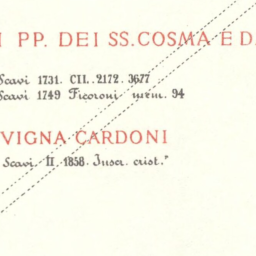 I PP. DEI SS. COSMA E D
Scavi 1731. CIL. 2172. 3677
Scavi 1749 Ficoroni mem. 94
VIGNA CARDONI
Scavi. II. 1858. Inscr. crist."